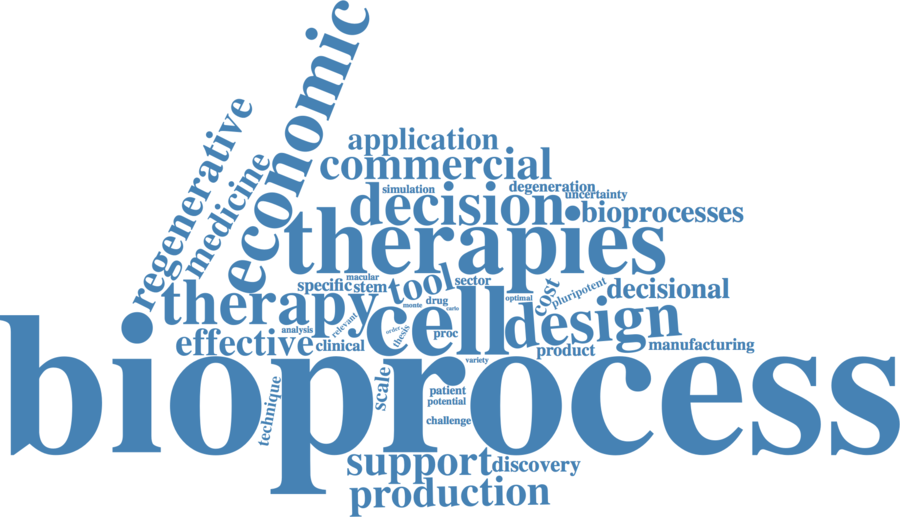 economic
regenerative
medicine
application
commercial
simulation
degeneration
uncertainty
decision
•
bioprocesses
therapies
macular
specific
stem
tool
sector
cost
pluripotent
decisional
therapy
monte
drug
carlo
optimal
cell
design
relevant
order
thesis
proc
analysis
effective
clinical
product
manufacturing
bioprocess
variety
scale
technique
patient
potential
challenge
support
discovery
production